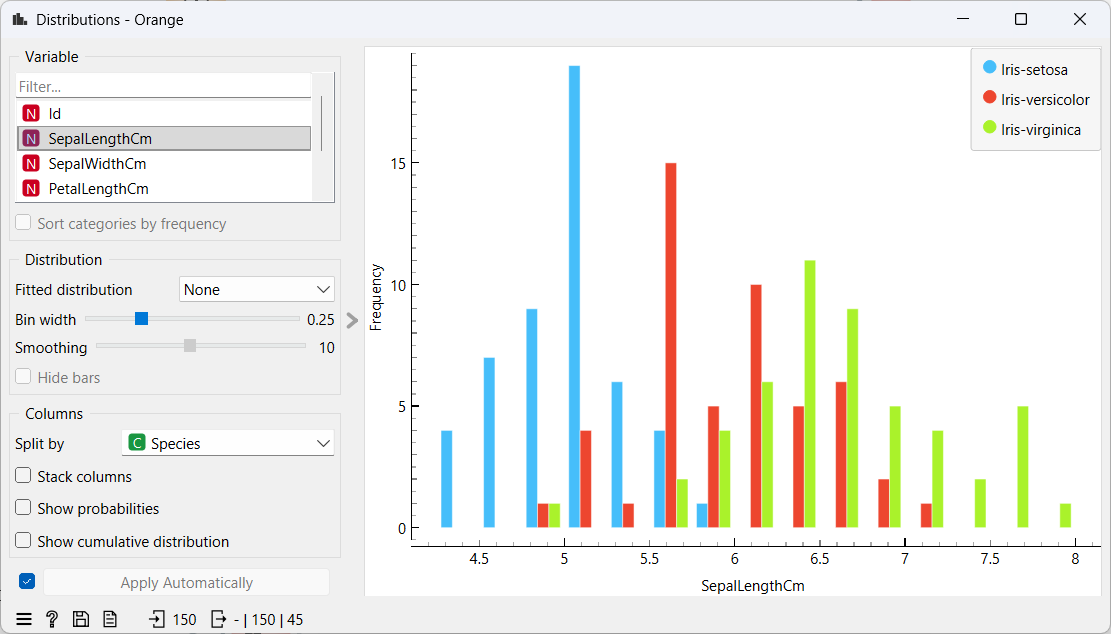 Distributions - Orange
Variable
Filter...
N Id
N SepalLengthCm
N SepalWidthCm
N PetalLengthCm
Sort categories by frequency
Distribution
Fitted distribution None
Bin width 0.25
Smoothing 10
Hide bars
Columns
Split by C Species
Stack columns
Show probabilities
Show cumulative distribution
Apply Automatically
? 150 - | 150 | 45
Iris-setosa
Iris-versicolor
Iris-virginica
Frequency
15
10
5
0
4.5 5 5.5 6 6.5 7 7.5 8
SepalLengthCm